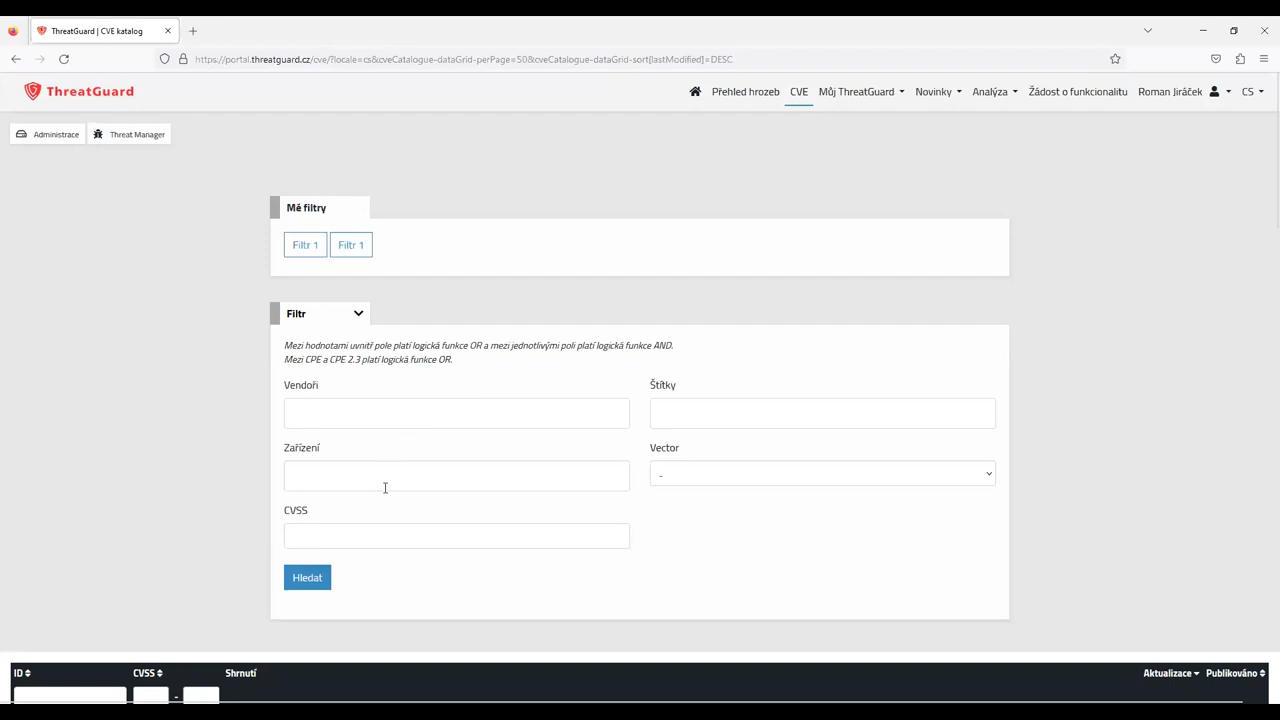 ThreatGuard | CVE katalog
https://portal.threatguard.cz/cve/?locale=cs&cveCatalogue-dataGrid-perPage=50&cveCatalogue-dataGrid-sort[lastModified]=DESC
ThreatGuard
Přehled hrozeb CVE Můj ThreatGuard Novinky Analýza Žádost o funkcionalitu Roman Jiráček CS
Administrace Threat Manager
Mé filtry
Filtr 1 Filtr 1
Filtr
Mezi hodnotami uvnitř pole platí logická funkce OR a mezi jednotlivými poli platí logická funkce AND.
Mezi CPE a CPE 2.3 platí logická funkce OR.
Vendoři Štítky
Zařízení Vector
-
CVSS
Hledat
ID CVSS Shrnutí Aktualizace Publikováno
-